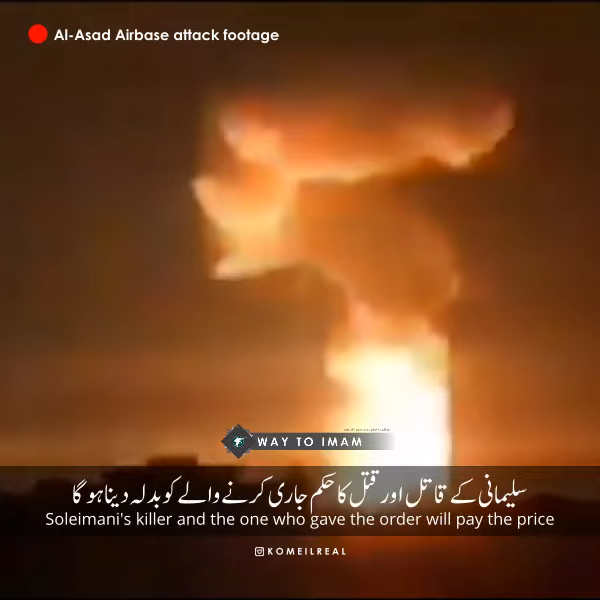 Al-Asad Airbase attack footage
WAY TO IMAM
سلیمانی کے قاتل اور قتل کا حکم جاری کرنے والے کو بدلہ دینا ہو گا
Soleimani's killer and the one who gave the order will pay the price
KOMEILREAL